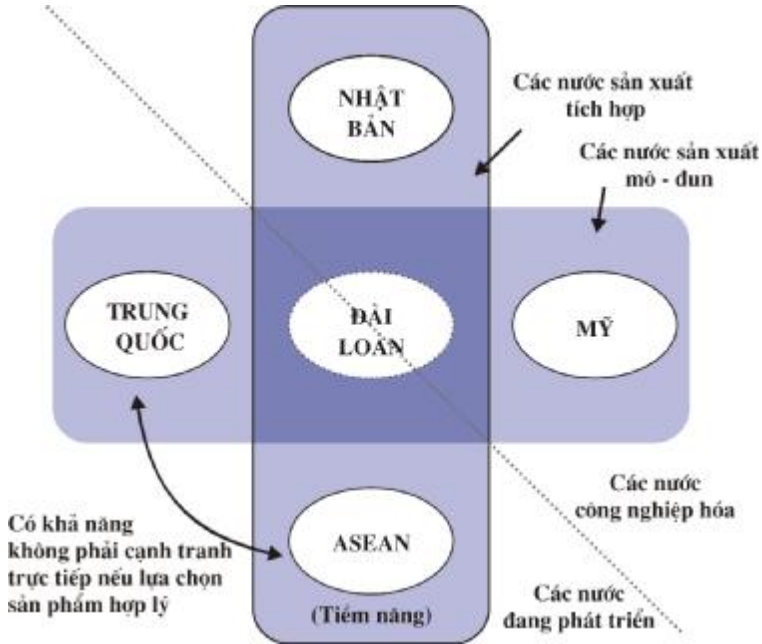 NHẬT
BẢN
Các nước sản xuất
tích hợp
Các nước sản xuất
mô - đun
TRUNG
QUỐC
ĐÀI
LOAN
MỸ
Các nước
công nghiệp hóa
Có khả năng
không phải cạnh tranh
trực tiếp nếu lựa chọn
sản phẩm hợp lý
ASEAN
(Tiềm năng)
Các nước
đang phát triển